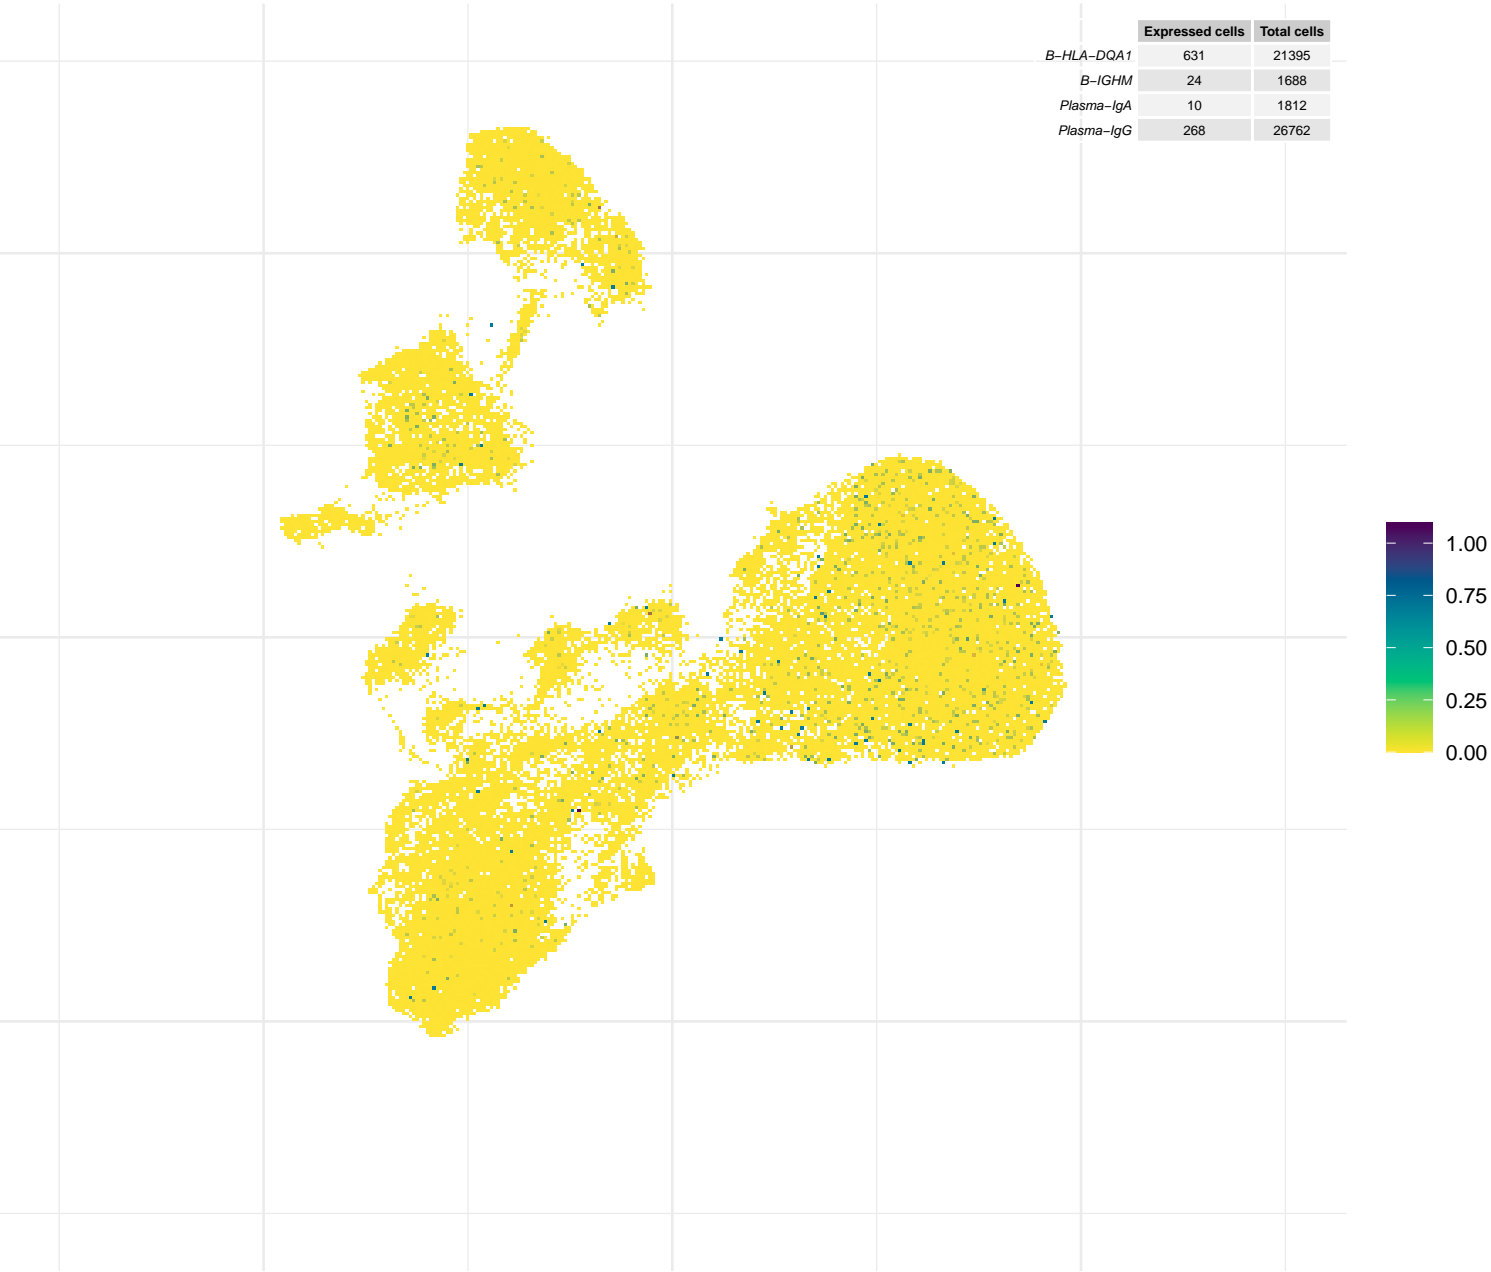 Expressed cells Total cells
B−HLA−DQA1 631 21395
B−IGHM 24 1688
Plasma−IgA 10 1812
Plasma−IgG 268 26762
1.00
0.75
0.50
0.25
0.00